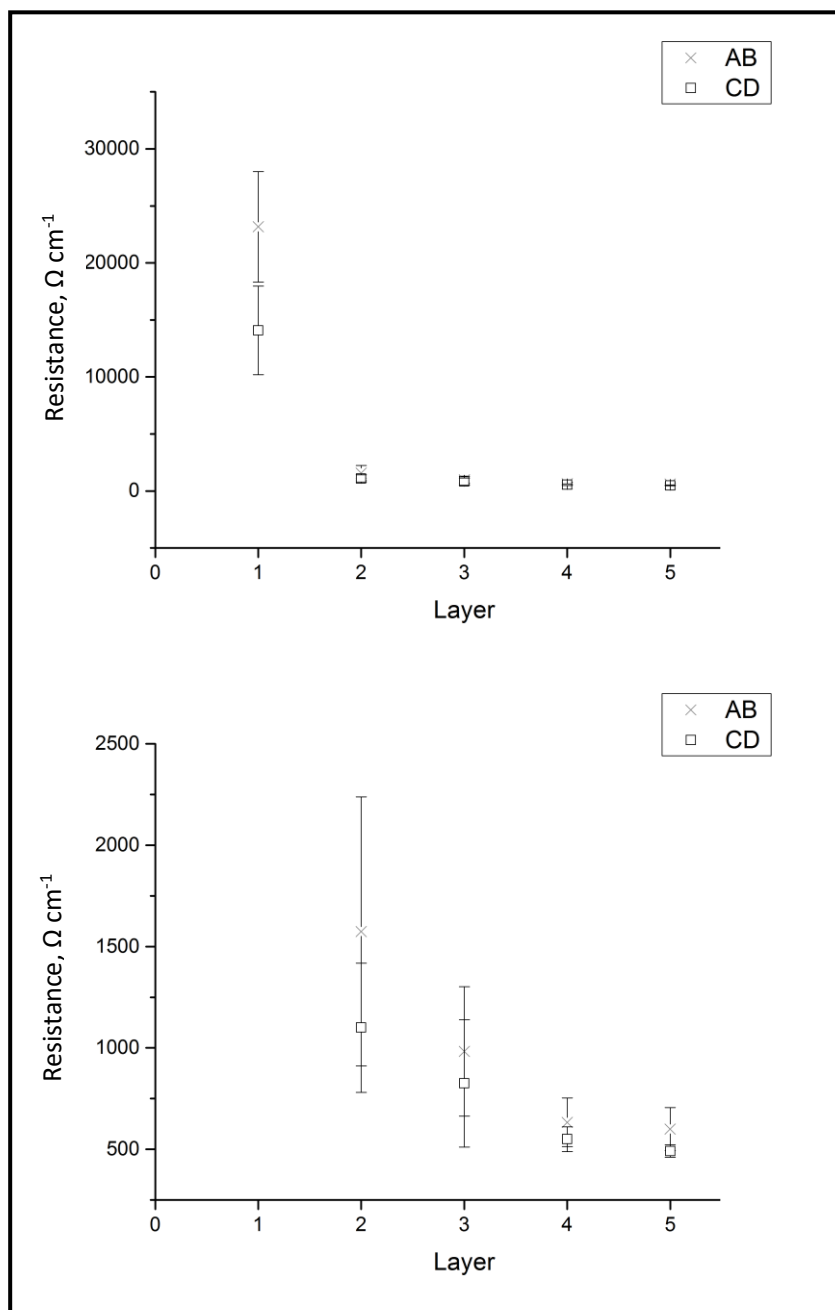 AB
CD
30000
20000
10000
0
Resistance, Ω cm⁻¹
0 1 2 3 4 5
Layer
AB
CD
2500
2000
1500
1000
500
Resistance, Ω cm⁻¹
0 1 2 3 4 5
Layer